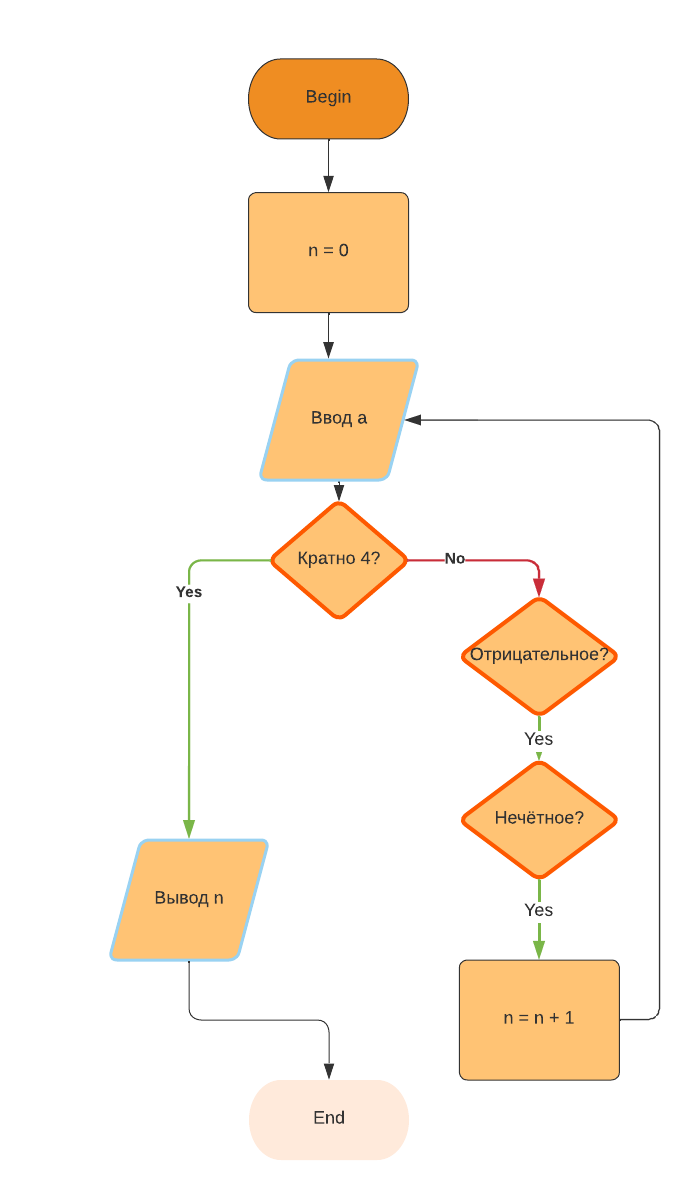 Begin
n = 0
Ввод a
Кратно 4?
No
Yes
Отрицательное?
Yes
Нечётное?
Yes
Вывод n
n = n + 1
End